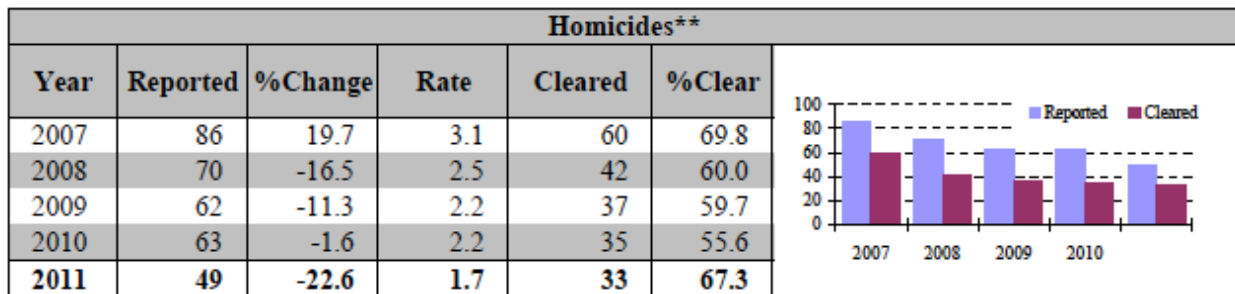 Homicides**
Year Reported %Change Rate Cleared %Clear
2007 86 19.7 3.1 60 69.8
2008 70 -16.5 2.5 42 60.0
2009 62 -11.3 2.2 37 59.7
2010 63 -1.6 2.2 35 55.6
2011 49 -22.6 1.7 33 67.3
Reported Cleared
100
80
60
40
20
0
2007 2008 2009 2010